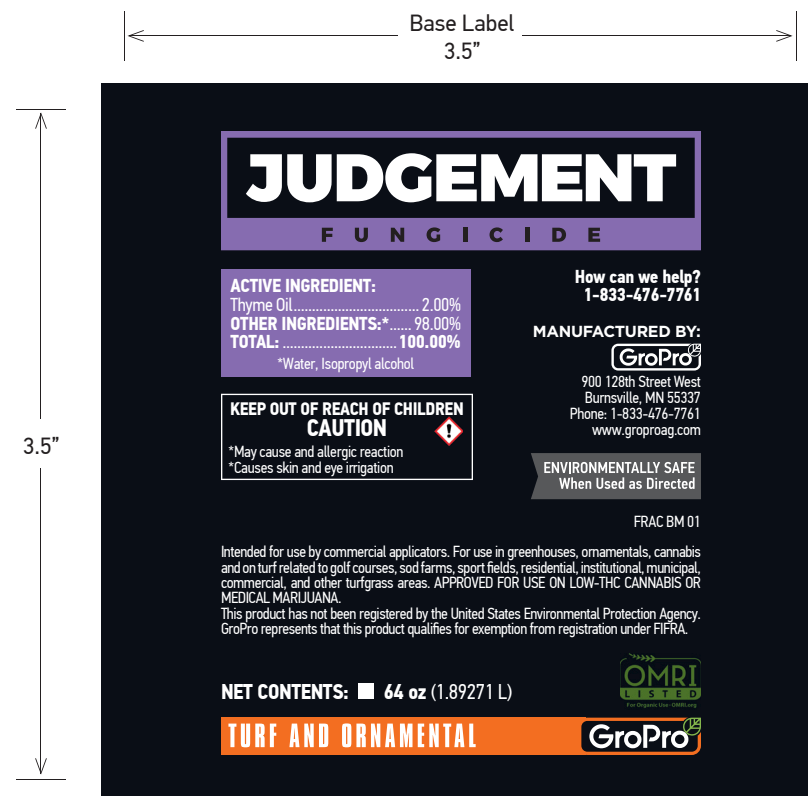 Base Label
3.5”
3.5”
JUDGEMENT
FUNGICIDE
ACTIVE INGREDIENT:
Thyme Oil.................................. 2.00%
OTHER INGREDIENTS:*...... 98.00%
TOTAL: ............................... 100.00%
*Water, Isopropyl alcohol
KEEP OUT OF REACH OF CHILDREN
CAUTION
!
*May cause and allergic reaction
*Causes skin and eye irrigation
How can we help?
1-833-476-7761
MANUFACTURED BY:
GroPro
900 128th Street West
Burnsville, MN 55337
Phone: 1-833-476-7761
www.groproag.com
ENVIRONMENTALLY SAFE
When Used as Directed
FRAC BM 01
Intended for use by commercial applicators. For use in greenhouses, ornamentals, cannabis
and on turf related to golf courses, sod farms, sport fields, residential, institutional, municipal,
commercial, and other turfgrass areas. APPROVED FOR USE ON LOW-THC CANNABIS OR
MEDICAL MARIJUANA.
This product has not been registered by the United States Environmental Protection Agency.
GroPro represents that this product qualifies for exemption from registration under FIFRA.
NET CONTENTS: ■ 64 oz (1.89271 L)
OMRI
LISTED
For Organic Use · OMRI.org
TURF AND ORNAMENTAL
GroPro